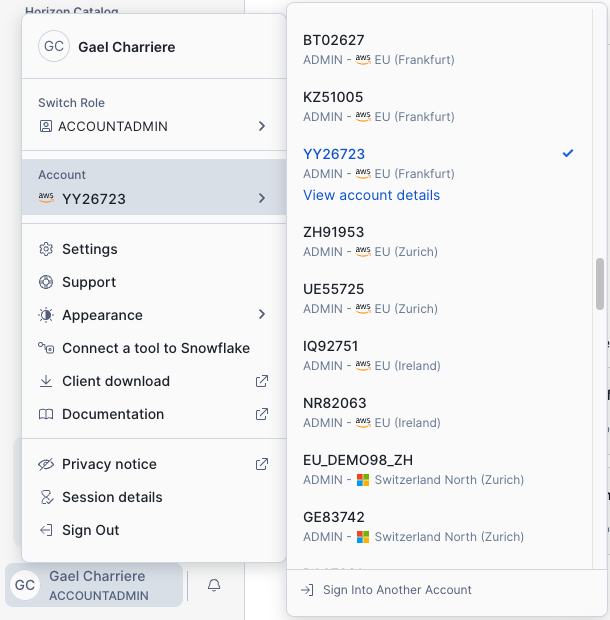 Horizon Catalog
GC Gael Charriere
Switch Role
ACCOUNTADMIN
Account
aws YY26723
Settings
Support
Appearance
Connect a tool to Snowflake
Client download
Documentation
Privacy notice
Session details
Sign Out
GC Gael Charriere
ACCOUNTADMIN
BT02627
ADMIN - aws EU (Frankfurt)
KZ51005
ADMIN - aws EU (Frankfurt)
YY26723
ADMIN - aws EU (Frankfurt)
View account details
ZH91953
ADMIN - aws EU (Zurich)
UE55725
ADMIN - aws EU (Zurich)
IQ92751
ADMIN - aws EU (Ireland)
NR82063
ADMIN - aws EU (Ireland)
EU_DEMO98_ZH
ADMIN - Switzerland North (Zurich)
GE83742
ADMIN - Switzerland North (Zurich)
Sign Into Another Account